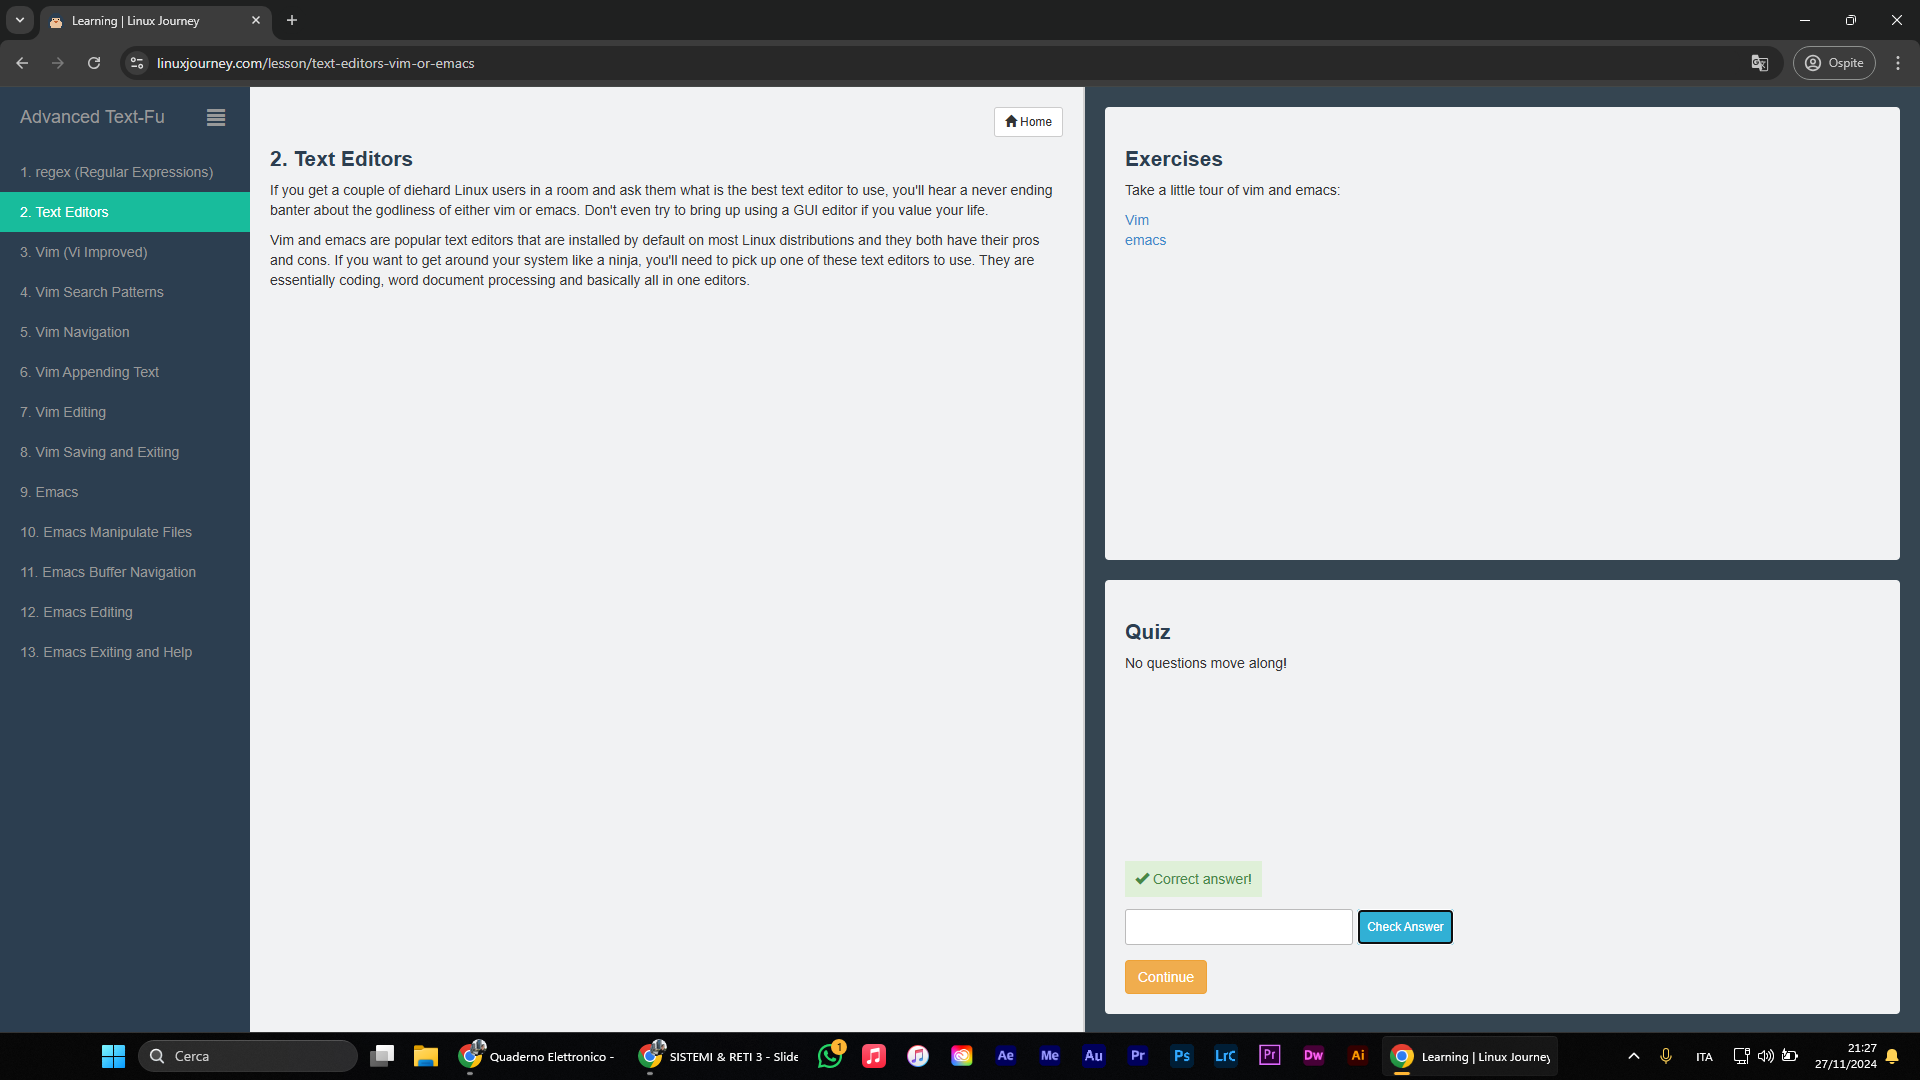 Learning | Linux Journey
linuxjourney.com/lesson/text-editors-vim-or-emacs
Ospite
Advanced Text-Fu
1. regex (Regular Expressions)
2. Text Editors
3. Vim (Vi Improved)
4. Vim Search Patterns
5. Vim Navigation
6. Vim Appending Text
7. Vim Editing
8. Vim Saving and Exiting
9. Emacs
10. Emacs Manipulate Files
11. Emacs Buffer Navigation
12. Emacs Editing
13. Emacs Exiting and Help
Home
2. Text Editors
If you get a couple of diehard Linux users in a room and ask them what is the best text editor to use, you'll hear a never ending
banter about the godliness of either vim or emacs. Don't even try to bring up using a GUI editor if you value your life.
Vim and emacs are popular text editors that are installed by default on most Linux distributions and they both have their pros
and cons. If you want to get around your system like a ninja, you'll need to pick up one of these text editors to use. They are
essentially coding, word document processing and basically all in one editors.
Exercises
Take a little tour of vim and emacs:
Vim
emacs
Quiz
No questions move along!
Correct answer!
Check Answer
Continue
Cerca
Quaderno Elettronico -
SISTEMI & RETI 3 - Slide
1
Ae
Me
Au
Pr
Ps
LrC
Pr
Dw
Ai
Learning | Linux Journey
ITA
21:27
27/11/2024